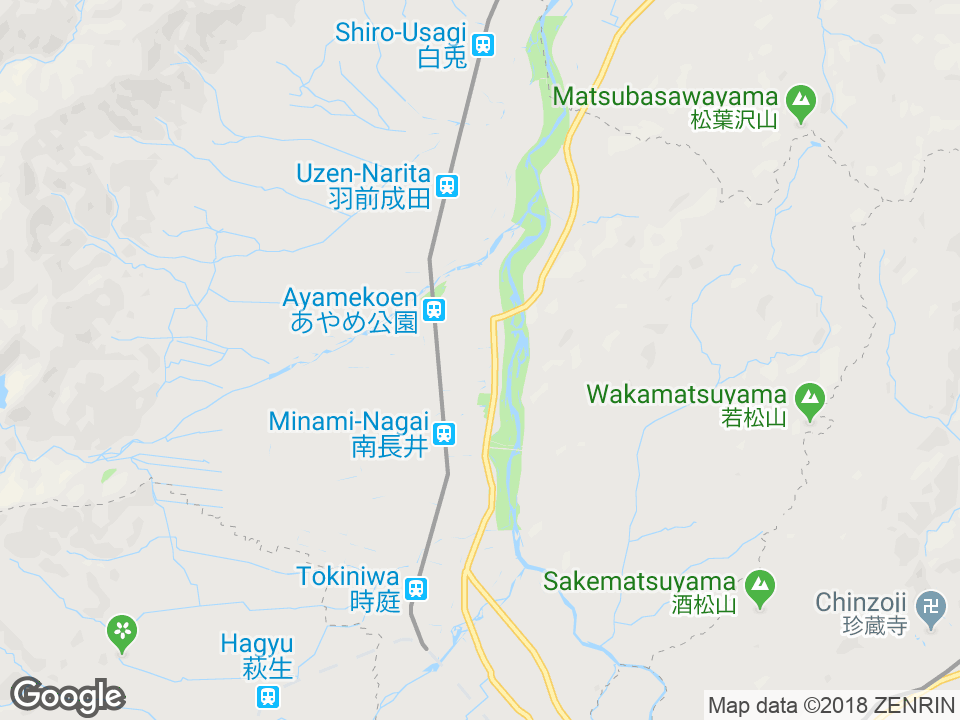 Shiro-Usagi
白兎
Matsubasawayama
松葉沢山
Uzen-Narita
羽前成田
Ayamekoen
あやめ公園
Wakamatsuyama
若松山
Minami-Nagai
南長井
Tokiniwa
時庭
Sakematsuyama
酒松山
Chinzoji
珍蔵寺
Hagyu
萩生
Google
Map data ©2018 ZENRIN